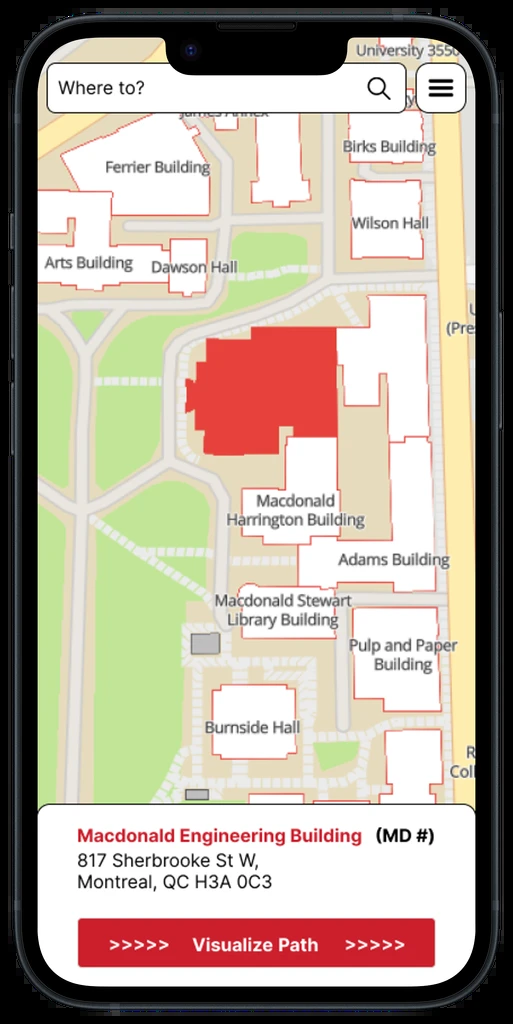 University 3550
Where to?
James Annex
Birks Building
Ferrier Building
Wilson Hall
Arts Building
Dawson Hall
(Pres
Macdonald
Harrington Building
Adams Building
Macdonald Stewart
Library Building
Pulp and Paper
Building
Burnside Hall
R
Coll
Macdonald Engineering Building (MD #)
817 Sherbrooke St W,
Montreal, QC H3A 0C3
>>>>> Visualize Path >>>>>